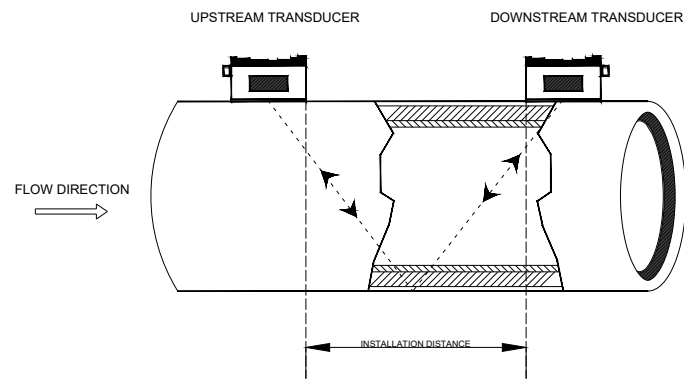 UPSTREAM TRANSDUCER
DOWNSTREAM TRANSDUCER
FLOW DIRECTION
INSTALLATION DISTANCE